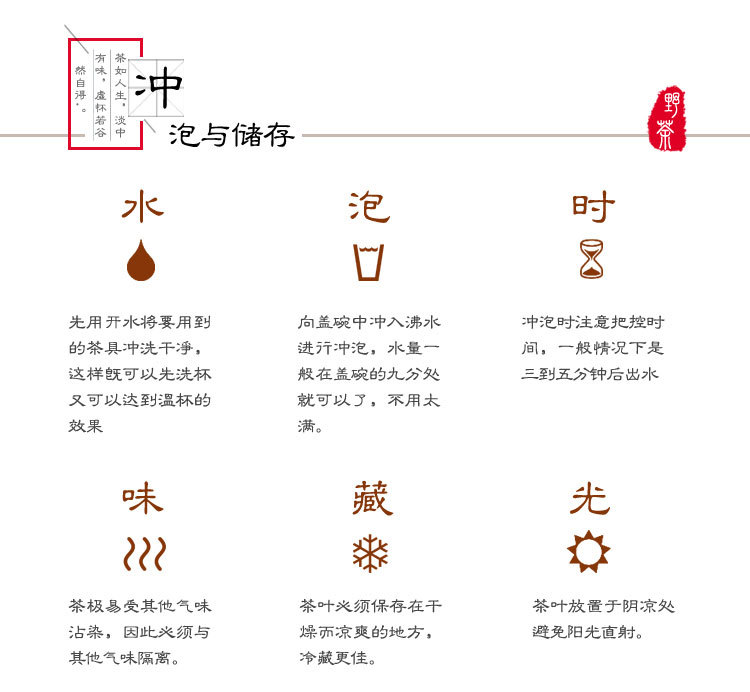 茶如人生，淡中
有味，虚怀若谷
然自得。
冲
泡与储存
野茶
水
先用开水将要用到
的茶具冲洗干净，
这样既可以先洗杯
又可以达到温杯的
效果
泡
向盖碗中冲入沸水
进行冲泡，水量一
般在盖碗的九分处
就可以了，不用太
满。
时
冲泡时注意把控时
间，一般情况下是
三到五分钟后出水
味
茶极易受其他气味
沾染，因此必须与
其他气味隔离。
藏
茶叶必须保存在干
燥而凉爽的地方，
冷藏更佳。
光
茶叶放置于阴凉处
避免阳光直射。